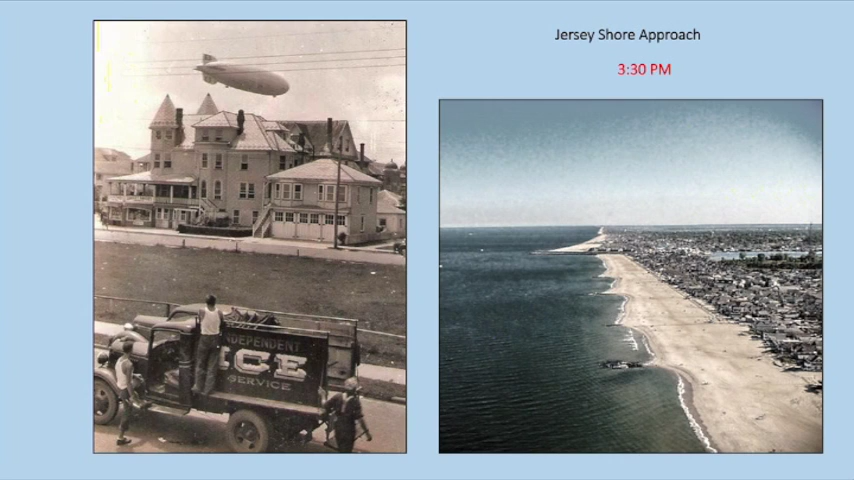 Jersey Shore Approach
3:30 PM
INDEPENDENT
ICE
SERVICE